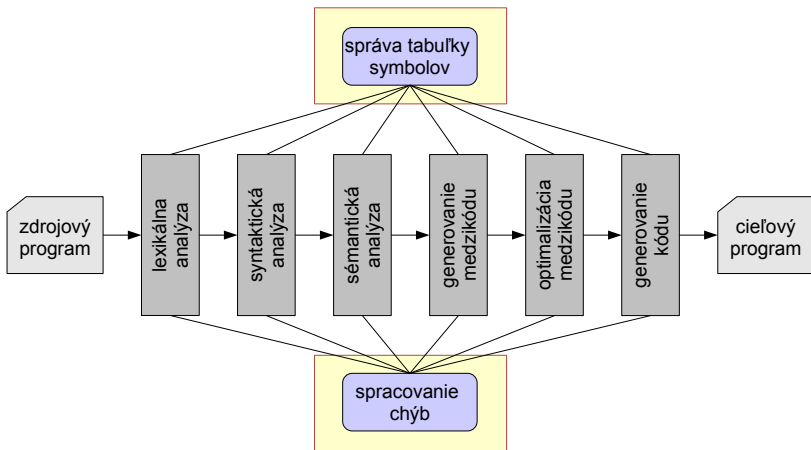 správa tabuľky
symbolov
zdrojový
program
lexikálna
analýza
syntaktická
analýza
sémantická
analýza
generovanie
medzikódu
optimalizácia
medzikódu
generovanie
kódu
cieľový
program
spracovanie
chýb